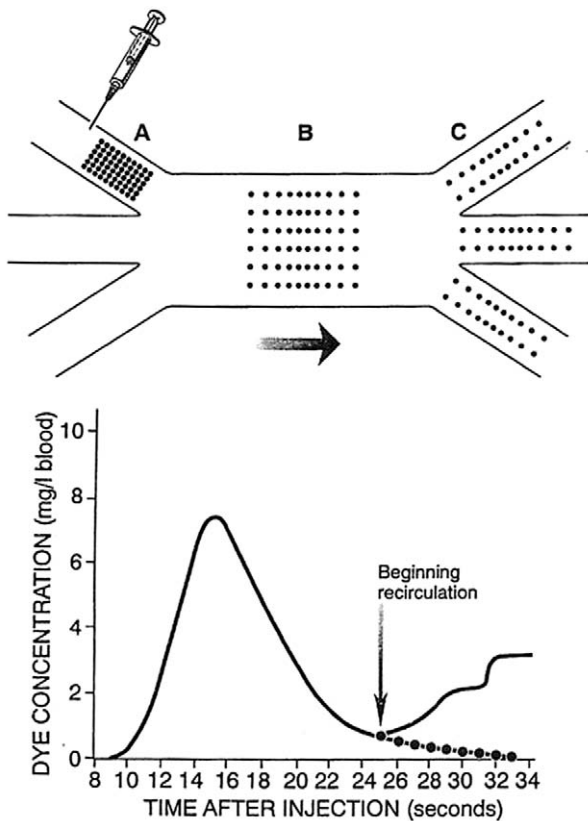 A B C
10
DYE CONCENTRATION (mg/l blood)
8
6
4
2
0
Beginning
recirculation
8 10 12 14 16 18 20 22 24 26 28 30 32 34
TIME AFTER INJECTION (seconds)